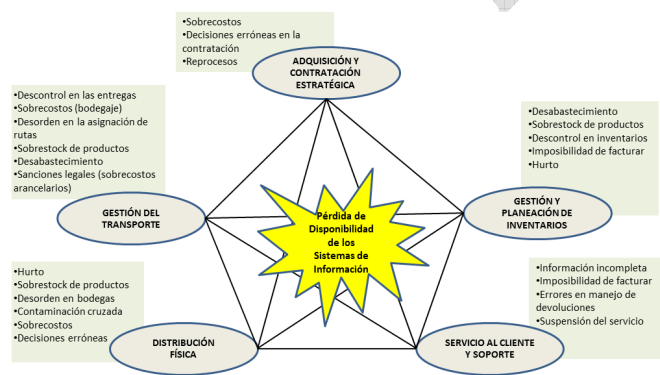 •Sobrecostos
•Decisiones erróneas en la
contratación
•Reprocesos
ADQUISICIÓN Y
CONTRATACIÓN
ESTRATÉGICA
•Descontrol en las entregas
•Sobrecostos (bodegaje)
•Desorden en la asignación de
rutas
•Sobrestock de productos
•Desabastecimiento
•Sanciones legales (sobrecostos
arancelarios)
GESTIÓN DEL
TRANSPORTE
•Desabastecimiento
•Sobrestock de productos
•Descontrol en inventarios
•Imposibilidad de facturar
•Hurto
GESTIÓN Y
PLANEACIÓN DE
INVENTARIOS
Pérdida de
Disponibilidad
de los
Sistemas de
Información
•Hurto
•Sobrestock de productos
•Desorden en bodegas
•Contaminación cruzada
•Sobrecostos
•Decisiones erróneas
DISTRIBUCIÓN
FÍSICA
•Información incompleta
•Imposibilidad de facturar
•Errores en manejo de
devoluciones
•Suspensión del servicio
SERVICIO AL CLIENTE
Y SOPORTE